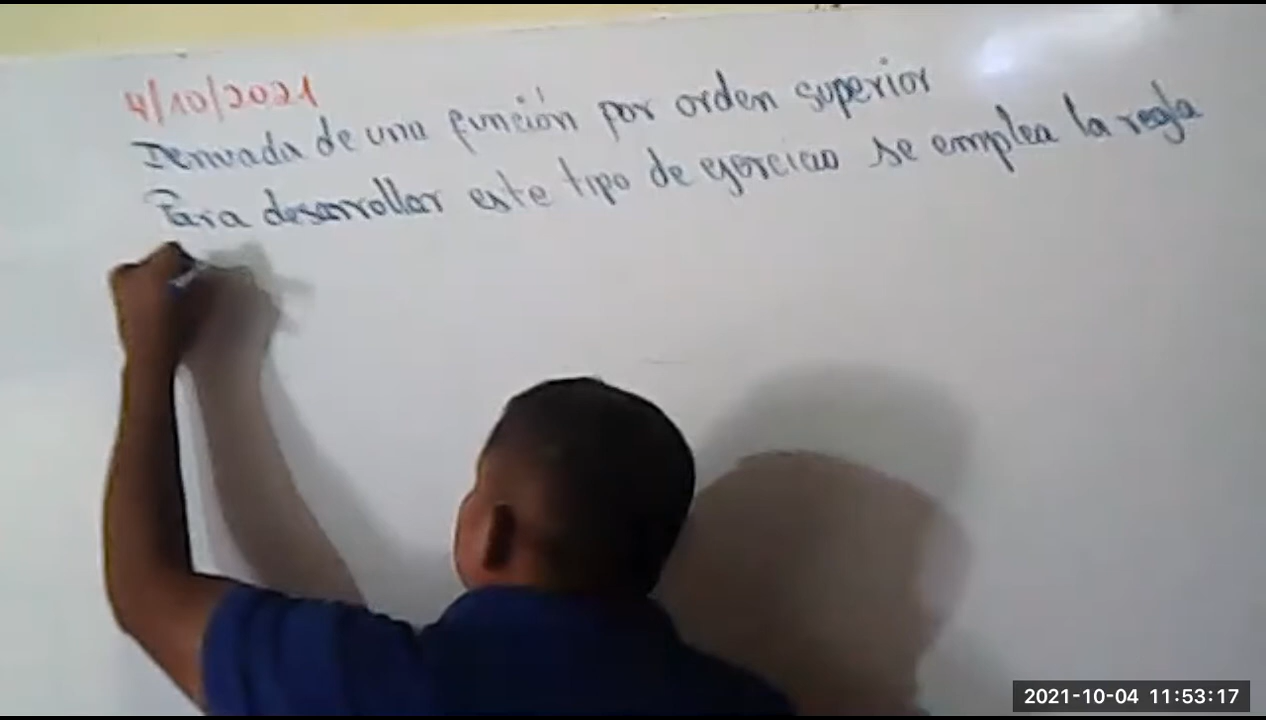 4/10/2021
Derivada de una función por orden superior
Para desarrollar este tipo de ejercicio se emplea la regla
2021-10-04 11:53:17